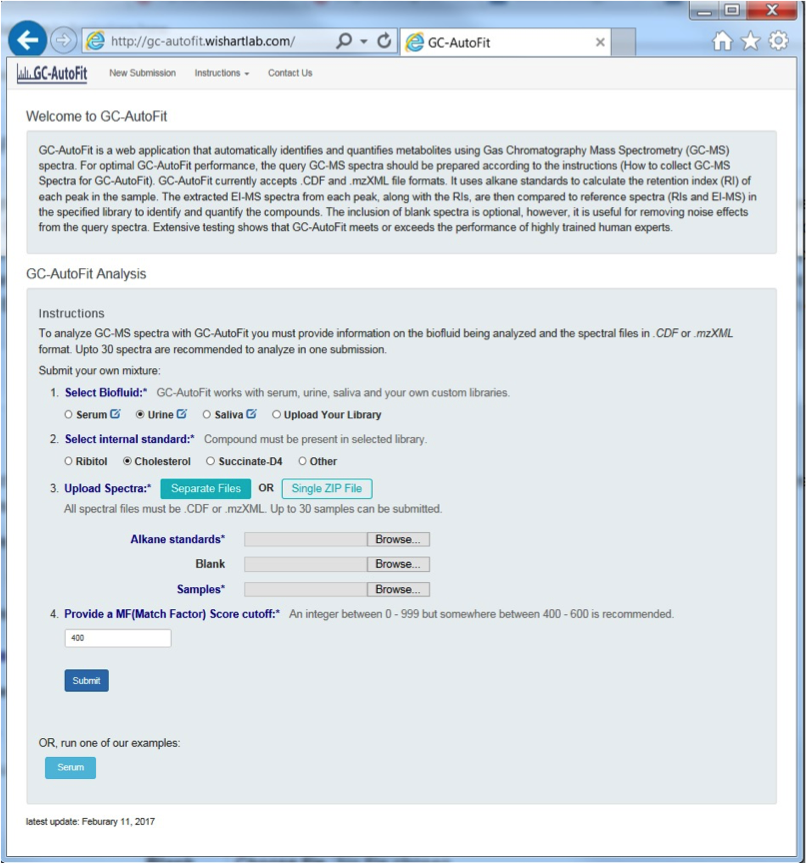 http://gc-autofit.wishartlab.com/
GC-AutoFit
GC-AutoFit New Submission Instructions Contact Us
Welcome to GC-AutoFit
GC-AutoFit is a web application that automatically identifies and quantifies metabolites using Gas Chromatography Mass Spectrometry (GC-MS)
spectra. For optimal GC-AutoFit performance, the query GC-MS spectra should be prepared according to the instructions (How to collect GC-MS
Spectra for GC-AutoFit). GC-AutoFit currently accepts .CDF and .mzXML file formats. It uses alkane standards to calculate the retention index (RI) of
each peak in the sample. The extracted EI-MS spectra from each peak, along with the RIs, are then compared to reference spectra (RIs and EI-MS) in
the specified library to identify and quantify the compounds. The inclusion of blank spectra is optional, however, it is useful for removing noise effects
from the query spectra. Extensive testing shows that GC-AutoFit meets or exceeds the performance of highly trained human experts.
GC-AutoFit Analysis
Instructions
To analyze GC-MS spectra with GC-AutoFit you must provide information on the biofluid being analyzed and the spectral files in .CDF or .mzXML
format. Upto 30 spectra are recommended to analyze in one submission.
Submit your own mixture:
1. Select Biofluid:* GC-AutoFit works with serum, urine, saliva and your own custom libraries.
Serum Urine Saliva Upload Your Library
2. Select internal standard:* Compound must be present in selected library.
Ribitol Cholesterol Succinate-D4 Other
3. Upload Spectra:* Separate Files OR Single ZIP File
All spectral files must be .CDF or .mzXML. Up to 30 samples can be submitted.
Alkane standards* Browse...
Blank Browse...
Samples* Browse...
4. Provide a MF(Match Factor) Score cutoff:* An integer between 0 - 999 but somewhere between 400 - 600 is recommended.
400
Submit
OR, run one of our examples:
Serum
latest update: Feburary 11, 2017